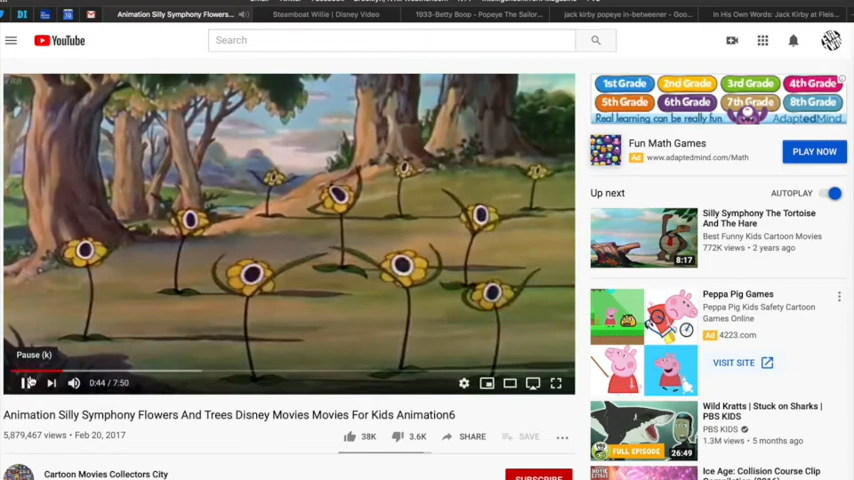 Animation Silly Symphony Flowers...
Steamboat Willie | Disney Video
1933-Betty Boop - Popeye The Sailor...
jack kirby popeye in-betweener - Goo...
In His Own Words: Jack Kirby at Fleis...
YouTube
Search
1st Grade 2nd Grade 3rd Grade 4th Grade
5th Grade 6th Grade 7th Grade 8th Grade
Real learning can be really fun AdaptedMind
Fun Math Games
Ad www.adaptedmind.com/Math
PLAY NOW
Up next
AUTOPLAY
Silly Symphony The Tortoise
And The Hare
Best Funny Kids Cartoon Movies
772K views • 2 years ago
8:17
Peppa Pig Games
Peppa Pig Kids Safety Cartoon
Games Online
Ad 4223.com
VISIT SITE
Pause (k)
0:44 / 7:50
Animation Silly Symphony Flowers And Trees Disney Movies Movies For Kids Animation6
5,879,467 views • Feb 20, 2017
38K
3.6K
SHARE
SAVE
Wild Kratts | Stuck on Sharks |
PBS KIDS
PBS KIDS
1.3M views • 5 months ago
FULL EPISODE
26:49
Cartoon Movies Collectors City
SUBSCRIBE
Ice Age: Collision Course Clip